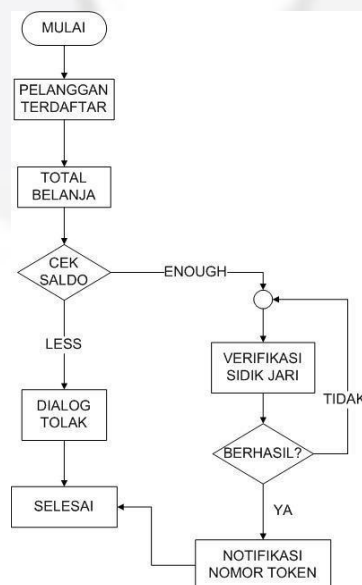 MULAI
PELANGGAN
TERDAFTAR
TOTAL
BELANJA
CEK
SALDO
ENOUGH
LESS
VERIFIKASI
SIDIK JARI
TIDAK
DIALOG
TOLAK
BERHASIL?
YA
SELESAI
NOTIFIKASI
NOMOR TOKEN